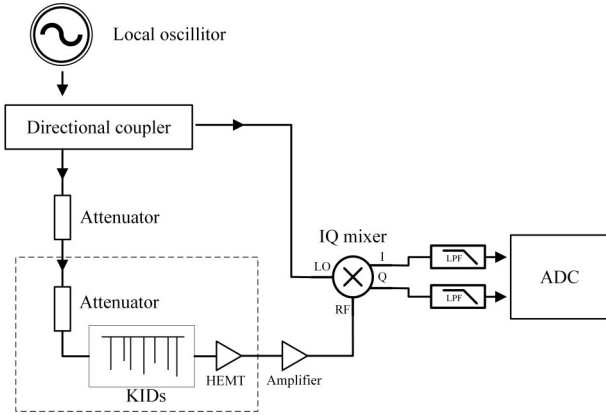 Local oscillitor
Directional coupler
Attenuator
IQ mixer
LO
I
Q
RF
LPF
LPF
ADC
Attenuator
HEMT
Amplifier
KIDs